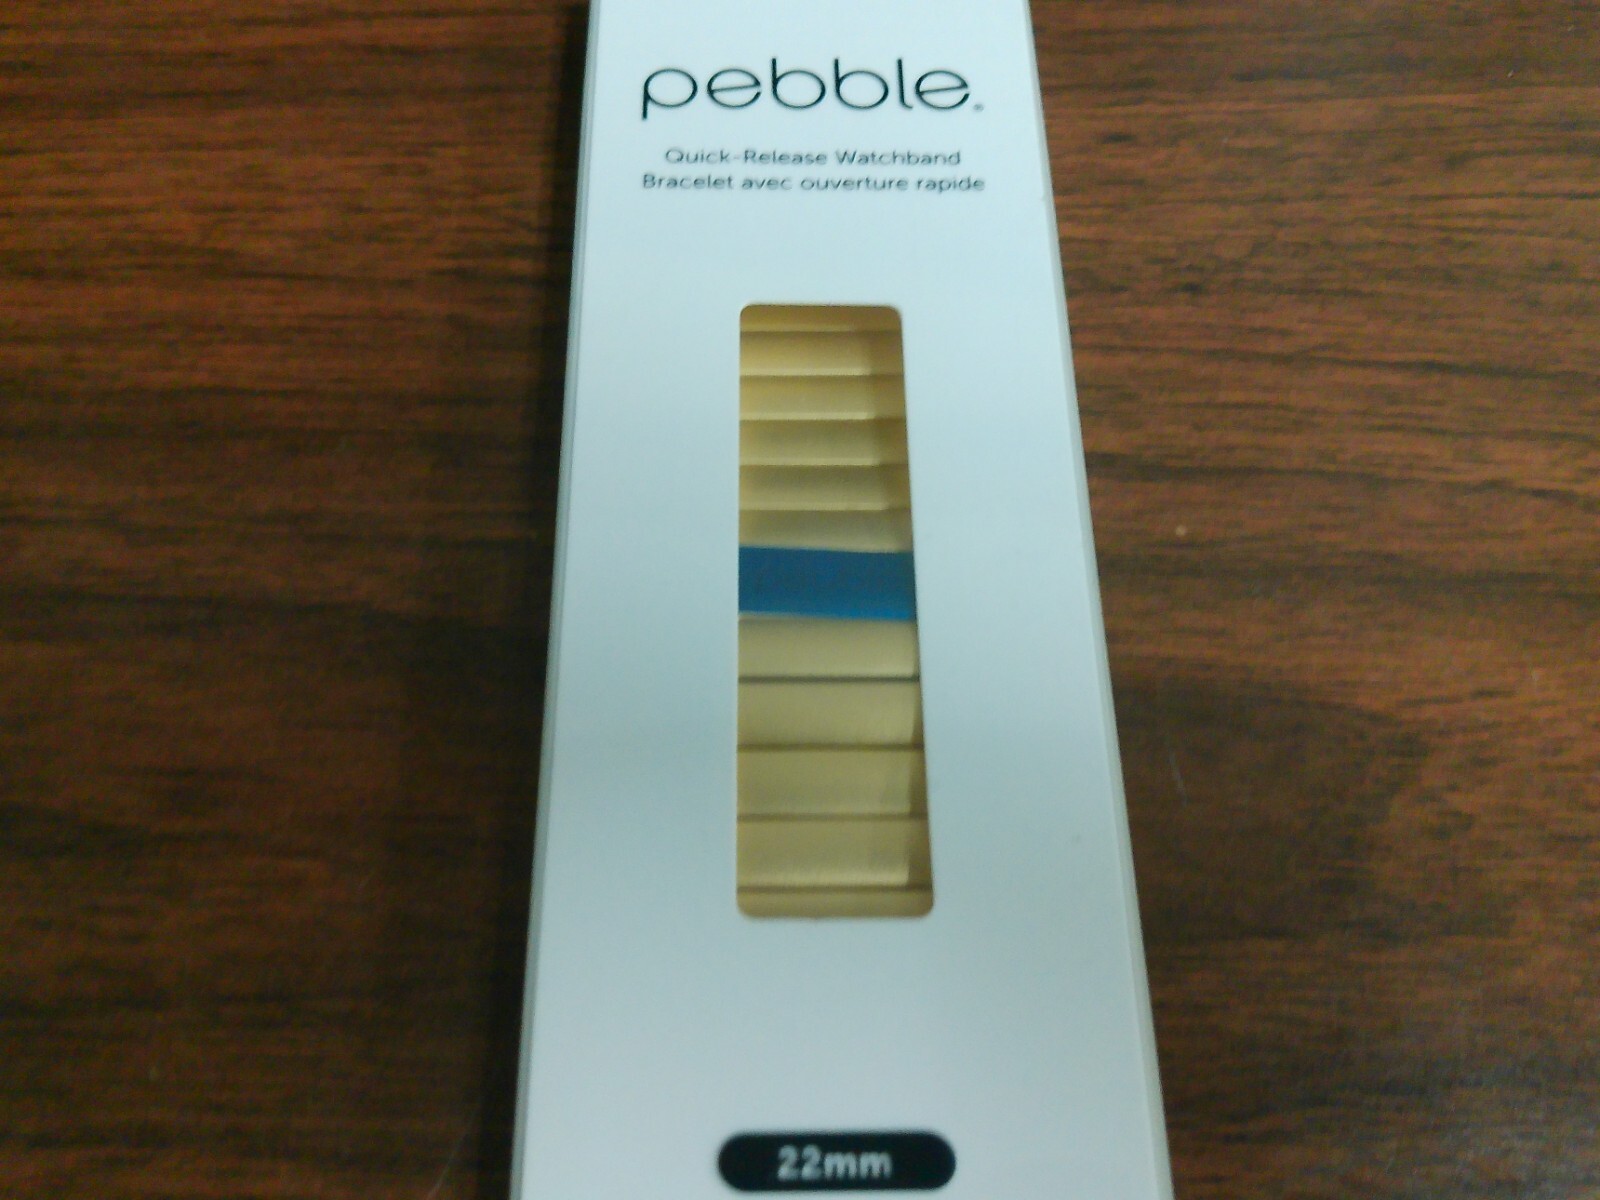 pebble
Quick-Release Watchband
Bracelet avec ouverture rapide
22mm